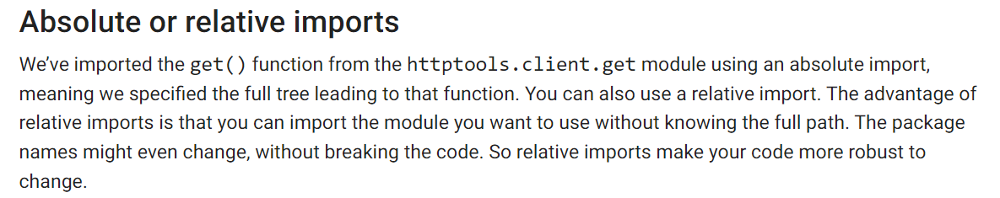 Absolute or relative imports
We’ve imported the get() function from the httptools.client.get module using an absolute import,
meaning we specified the full tree leading to that function. You can also use a relative import. The advantage of
relative imports is that you can import the module you want to use without knowing the full path. The package
names might even change, without breaking the code. So relative imports make your code more robust to
change.